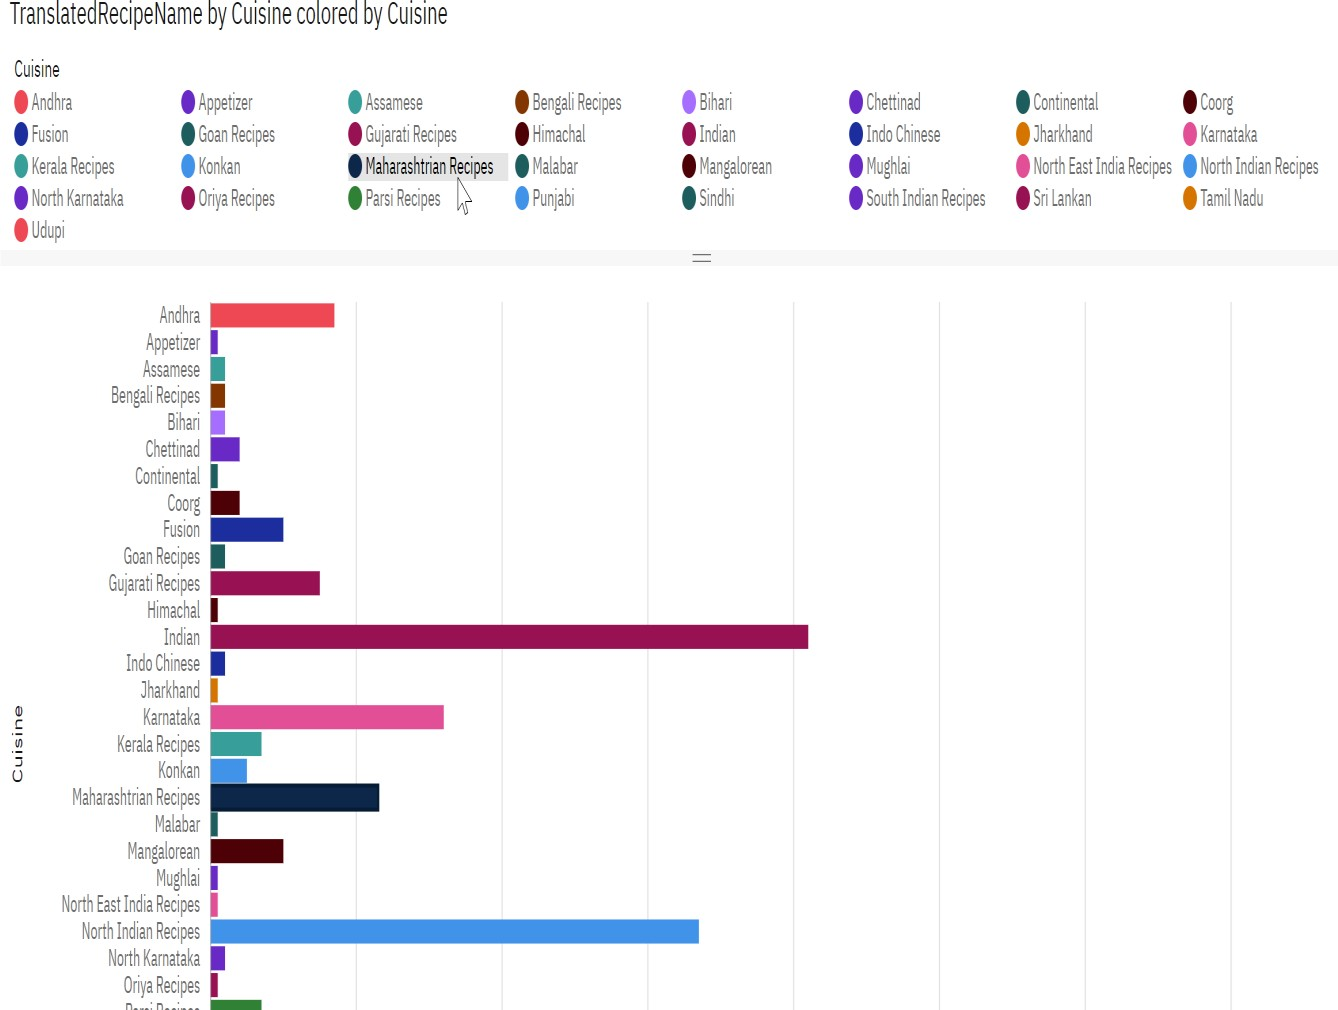 TranslatedRecipeName by Cuisine colored by Cuisine
Cuisine
Andhra Appetizer Assamese Bengali Recipes Bihari Chettinad Continental Coorg
Fusion Goan Recipes Gujarati Recipes Himachal Indian Indo Chinese Jharkhand Karnataka
Kerala Recipes Konkan Maharashtrian Recipes Malabar Mangalorean Mughlai North East India Recipes North Indian Recipes
North Karnataka Oriya Recipes Parsi Recipes Punjabi Sindhi South Indian Recipes Sri Lankan Tamil Nadu
Udupi
Andhra
Appetizer
Assamese
Bengali Recipes
Bihari
Chettinad
Continental
Coorg
Fusion
Goan Recipes
Gujarati Recipes
Himachal
Indian
Indo Chinese
Jharkhand
Karnataka
Kerala Recipes
Konkan
Maharashtrian Recipes
Malabar
Mangalorean
Mughlai
North East India Recipes
North Indian Recipes
North Karnataka
Oriya Recipes
Parsi Recipes
Cuisine